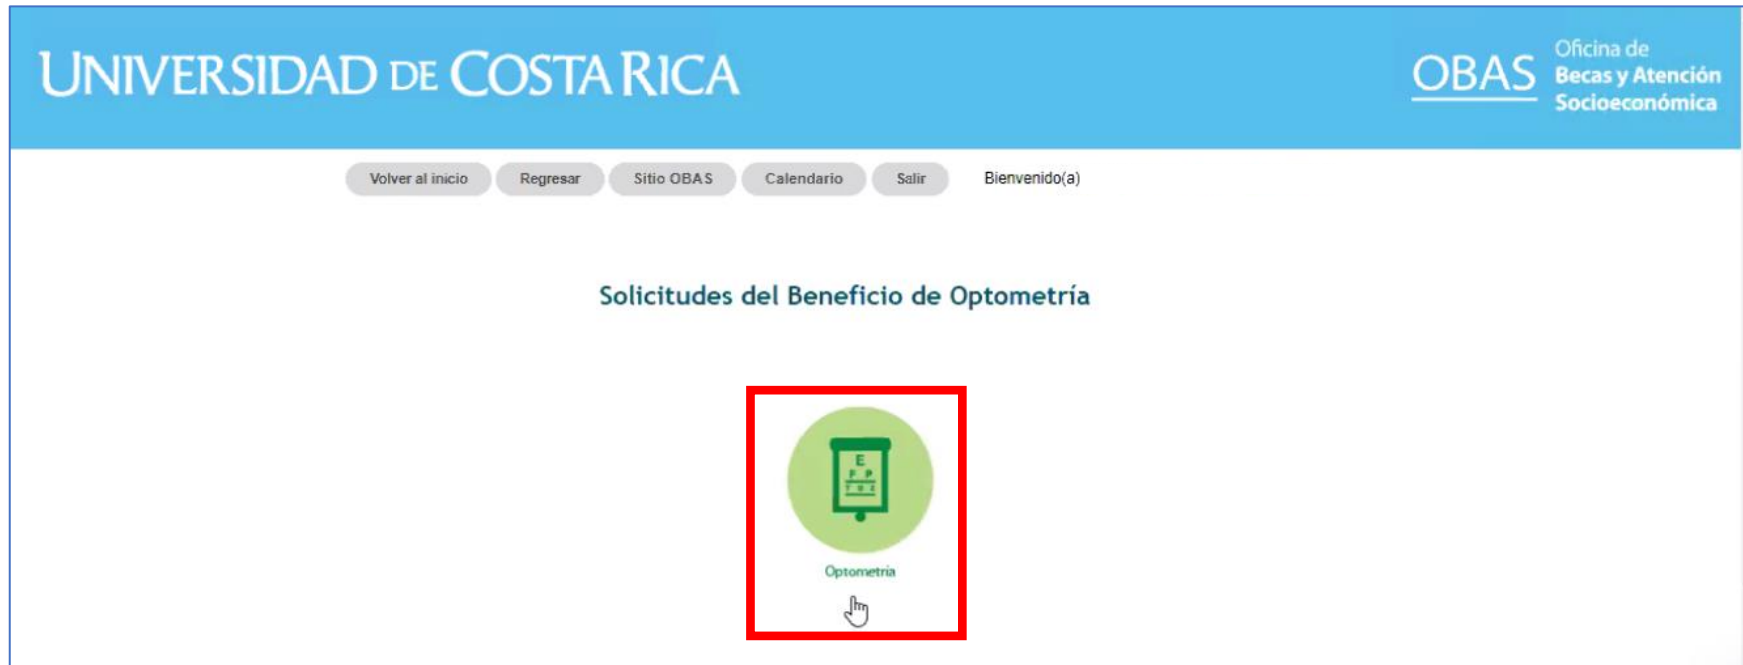 UNIVERSIDAD DE COSTA RICA
OBAS Oficina de
Becas y Atención
Socioeconómica
Volver al inicio Regresar Sitio OBAS Calendario Salir Bienvenido(a)
Solicitudes del Beneficio de Optometría
E
F P
T O Z
Optometría